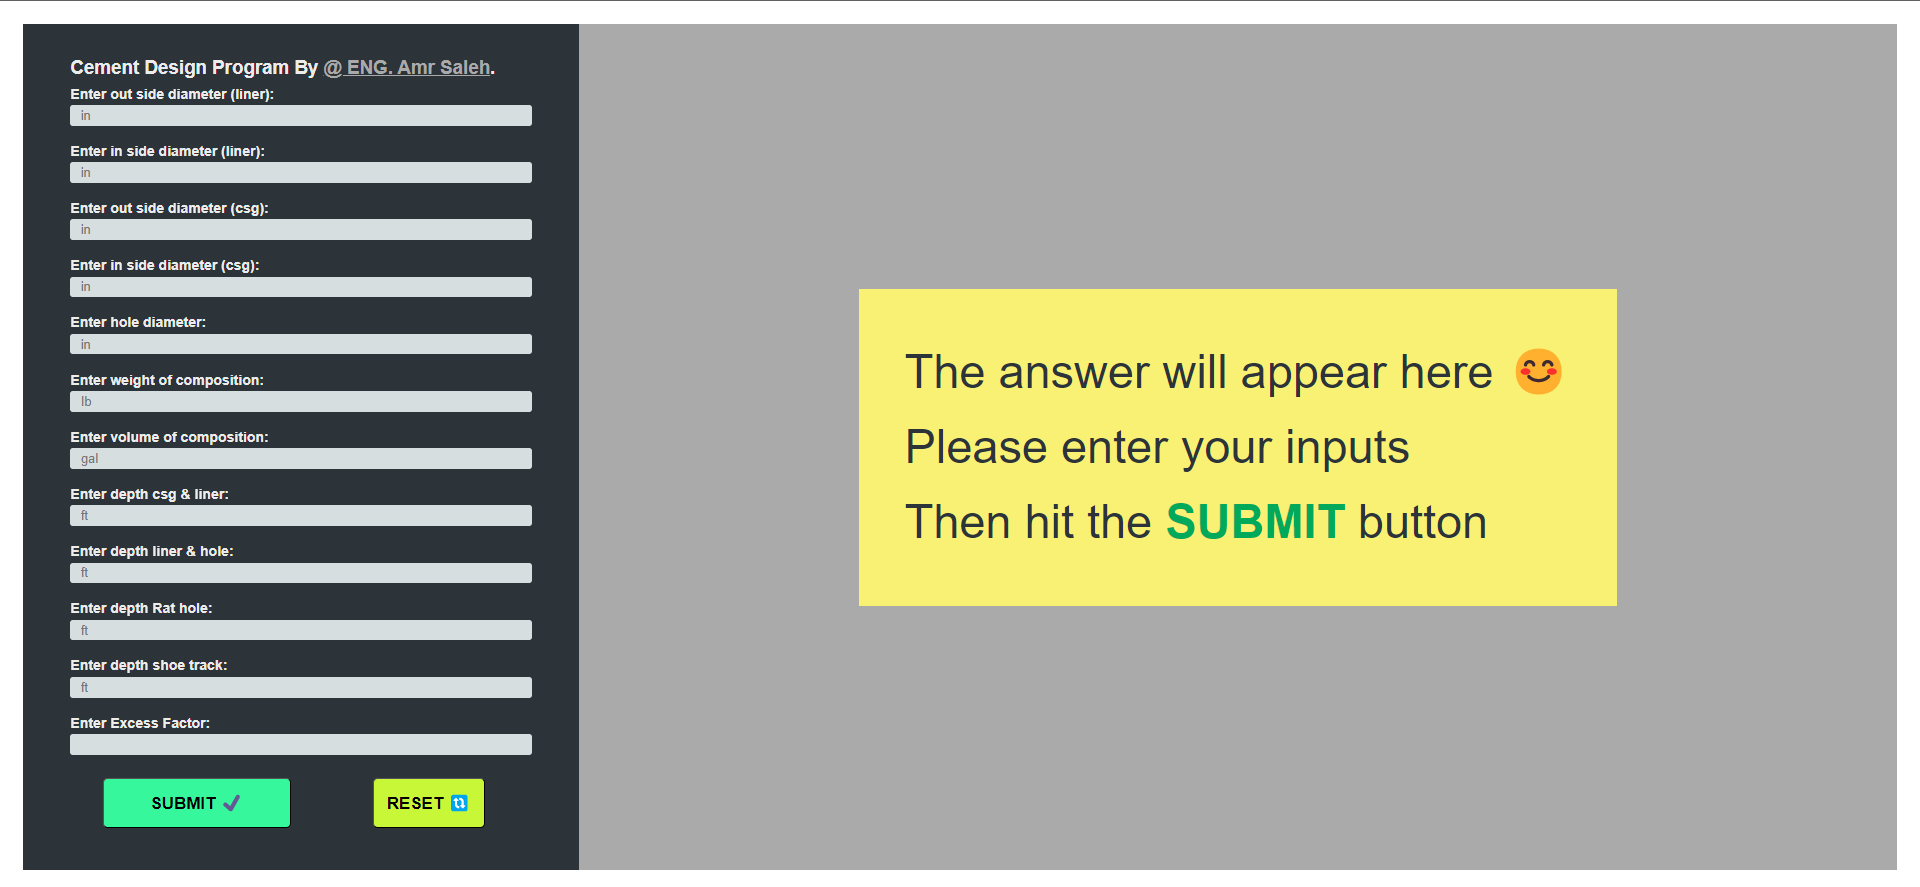 Cement Design Program By @ ENG. Amr Saleh.
Enter out side diameter (liner):
in
Enter in side diameter (liner):
in
Enter out side diameter (csg):
in
Enter in side diameter (csg):
in
Enter hole diameter:
in
Enter weight of composition:
lb
Enter volume of composition:
gal
Enter depth csg & liner:
ft
Enter depth liner & hole:
ft
Enter depth Rat hole:
ft
Enter depth shoe track:
ft
Enter Excess Factor:
SUBMIT ✔ RESET 🔃
The answer will appear here 😊
Please enter your inputs
Then hit the SUBMIT button